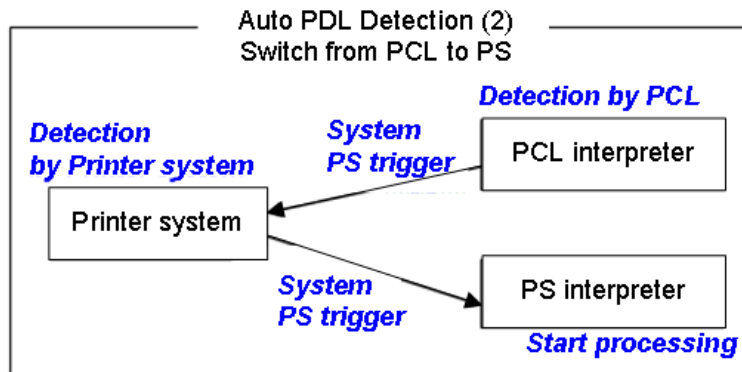 Auto PDL Detection (2)
Switch from PCL to PS
Detection by PCL
Detection
by Printer system
System
PS trigger
PCL interpreter
Printer system
System
PS trigger
PS interpreter
Start processing